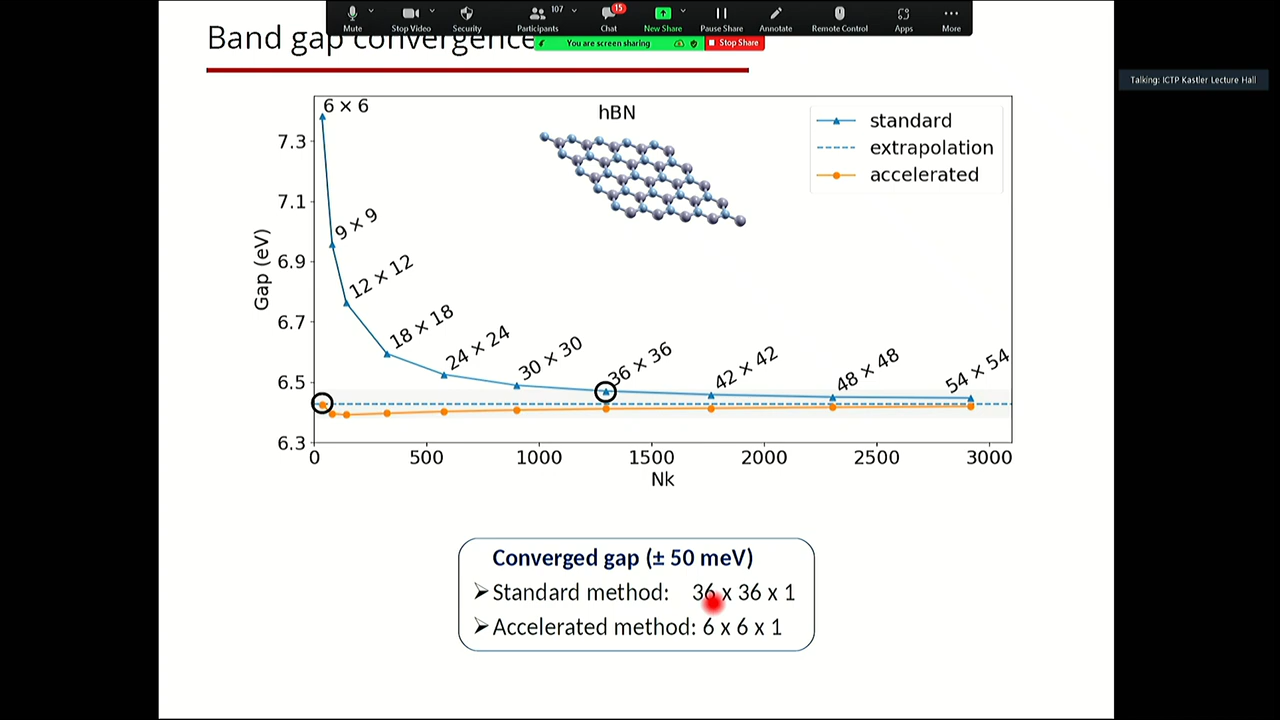 107
15
Mute
Stop Video
Security
Participants
Chat
New Share
Pause Share
Annotate
Remote Control
Apps
More
You are screen sharing
Stop Share
Band gap convergence
Talking: ICTP Kastler Lecture Hall
6 × 6
hBN
standard
extrapolation
accelerated
7.3
7.1
6.9
6.7
6.5
6.3
Gap (eV)
9 × 9
12 × 12
18 × 18
24 × 24
30 × 30
36 × 36
42 × 42
48 × 48
54 × 54
0
500
1000
1500
2000
2500
3000
Nk
Converged gap (± 50 meV)
➢Standard method: 36 x 36 x 1
➢Accelerated method: 6 x 6 x 1